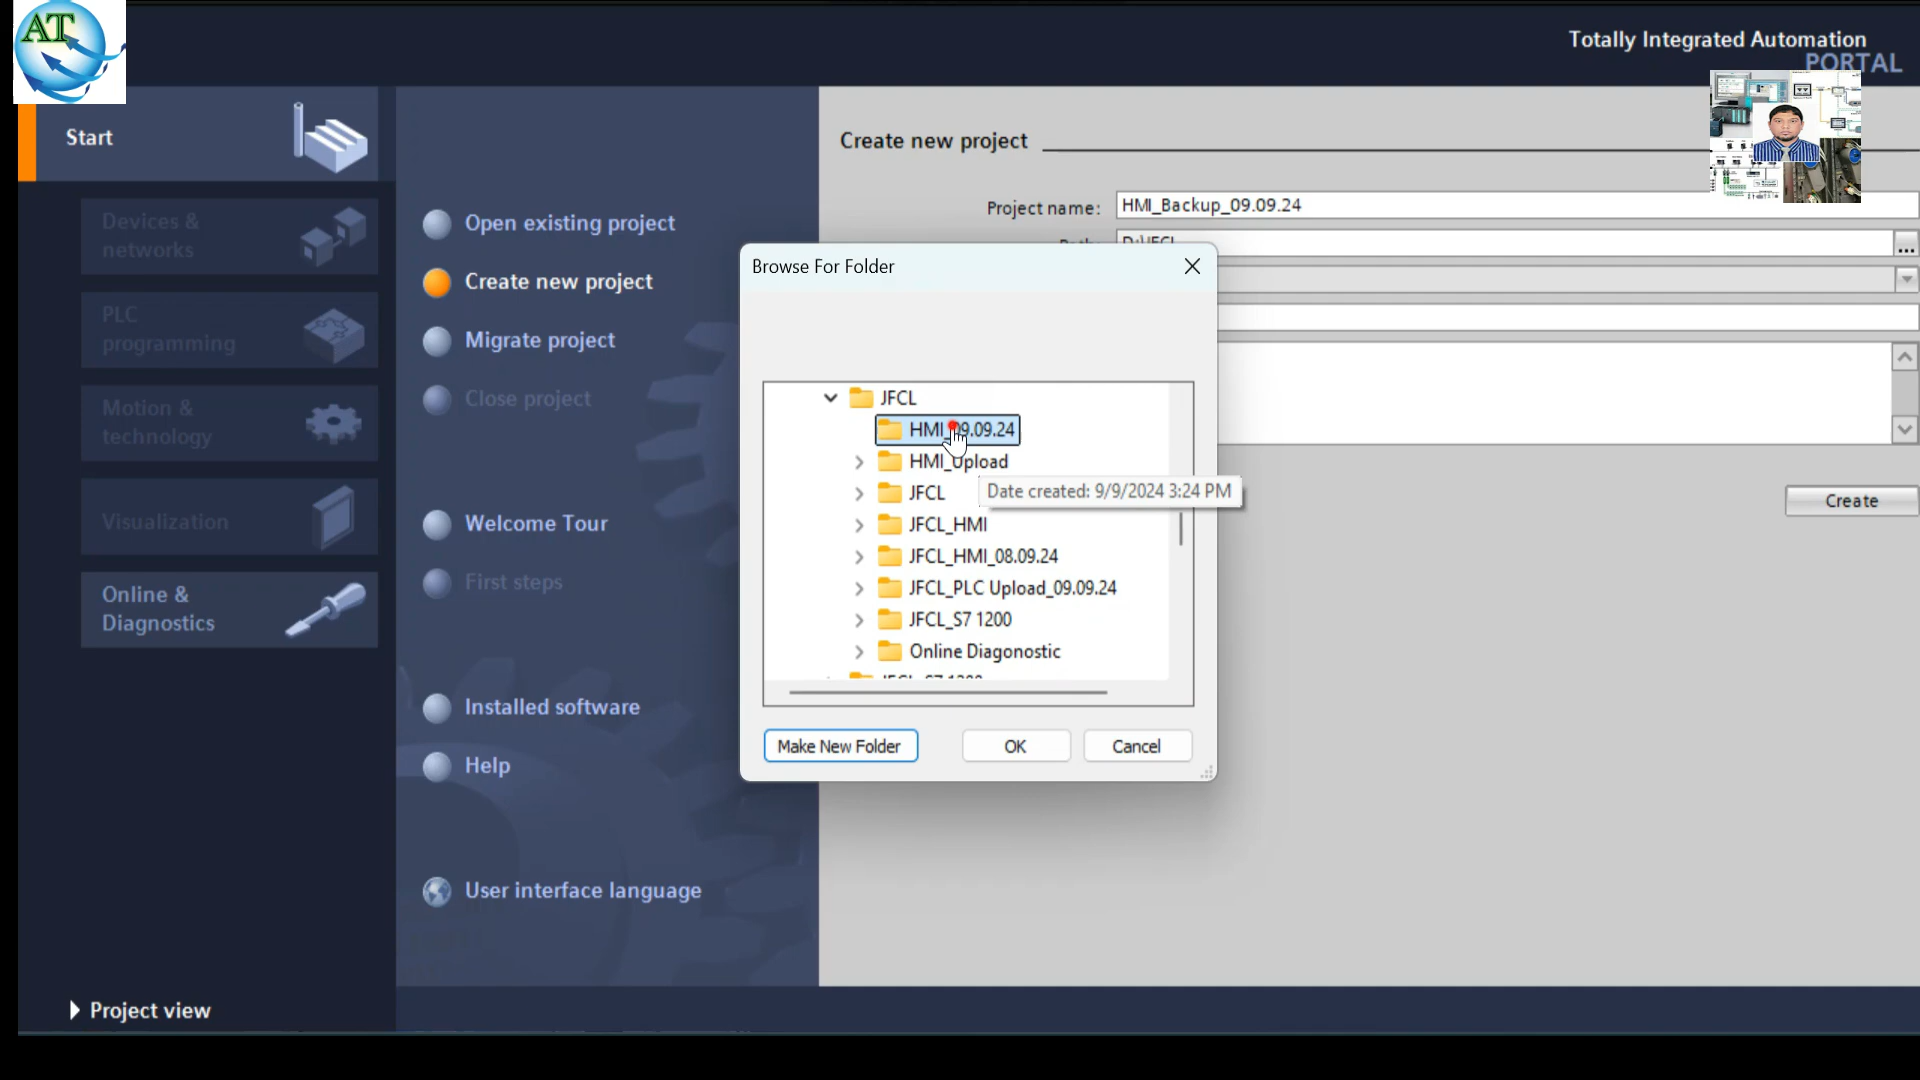 AT
Totally Integrated Automation
PORTAL
Start
Devices &
networks
PLC
programming
Motion &
technology
Visualization
Online &
Diagnostics
Project view
Open existing project
Create new project
Migrate project
Close project
Welcome Tour
First steps
Installed software
Help
User interface language
Create new project
Project name:
HMI_Backup_09.09.24
Path:
D:\JFCL
...
Create
Browse For Folder
JFCL
HMI_09.09.24
HMI_Upload
Date created: 9/9/2024 3:24 PM
JFCL
JFCL_HMI
JFCL_HMI_08.09.24
JFCL_PLC Upload_09.09.24
JFCL_S7 1200
Online Diagonostic
JFCL_S7 1200
Make New Folder
OK
Cancel